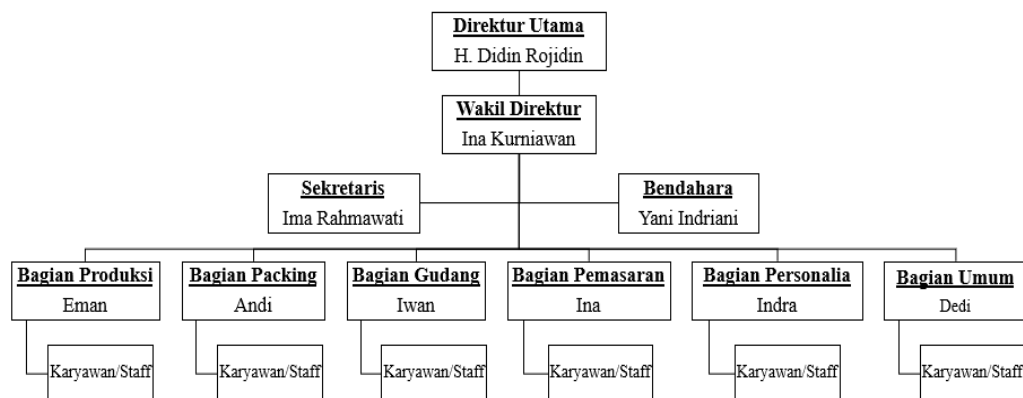 Direktur Utama
H. Didin Rojidin
Wakil Direktur
Ina Kurniawan
Sekretaris
Ima Rahmawati
Bendahara
Yani Indriani
Bagian Produksi
Eman
Bagian Packing
Andi
Bagian Gudang
Iwan
Bagian Pemasaran
Ina
Bagian Personalia
Indra
Bagian Umum
Dedi
Karyawan/Staff
Karyawan/Staff
Karyawan/Staff
Karyawan/Staff
Karyawan/Staff
Karyawan/Staff